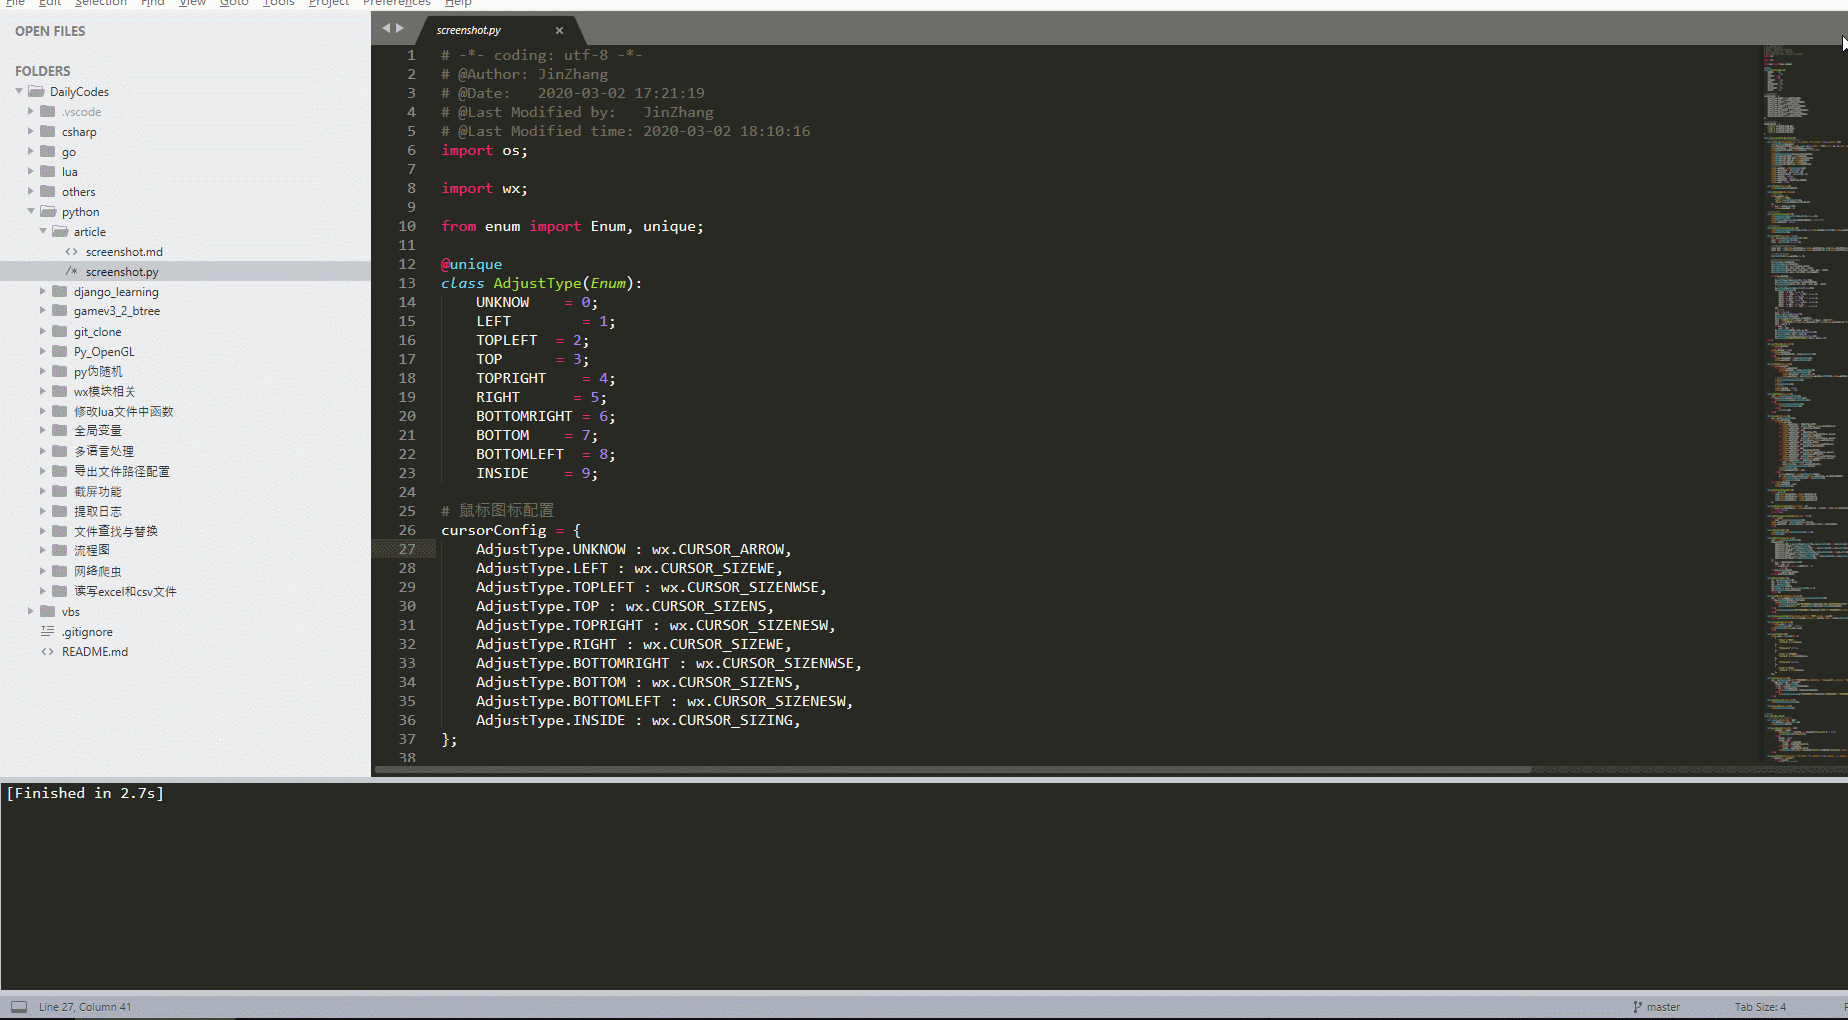 File Edit Selection Find View Goto Tools Project Preferences Help
OPEN FILES
FOLDERS
DailyCodes
.vscode
csharp
go
lua
others
python
article
screenshot.md
screenshot.py
django_learning
gamev3_2_btree
git_clone
Py_OpenGL
py伪随机
wx模块相关
修改lua文件中函数
全局变量
多语言处理
导出文件路径配置
截屏功能
提取日志
文件查找与替换
流程图
网络爬虫
读写excel和csv文件
vbs
.gitignore
README.md
screenshot.py
1 # -*- coding: utf-8 -*-
2 # @Author: JinZhang
3 # @Date:   2020-03-02 17:21:19
4 # @Last Modified by:   JinZhang
5 # @Last Modified time: 2020-03-02 18:10:16
6 import os;
7
8 import wx;
9
10 from enum import Enum, unique;
11
12 @unique
13 class AdjustType(Enum):
14     UNKNOW    = 0;
15     LEFT        = 1;
16     TOPLEFT  = 2;
17     TOP      = 3;
18     TOPRIGHT    = 4;
19     RIGHT      = 5;
20     BOTTOMRIGHT = 6;
21     BOTTOM    = 7;
22     BOTTOMLEFT  = 8;
23     INSIDE    = 9;
24
25 # 鼠标图标配置
26 cursorConfig = {
27     AdjustType.UNKNOW : wx.CURSOR_ARROW,
28     AdjustType.LEFT : wx.CURSOR_SIZEWE,
29     AdjustType.TOPLEFT : wx.CURSOR_SIZENWSE,
30     AdjustType.TOP : wx.CURSOR_SIZENS,
31     AdjustType.TOPRIGHT : wx.CURSOR_SIZENESW,
32     AdjustType.RIGHT : wx.CURSOR_SIZEWE,
33     AdjustType.BOTTOMRIGHT : wx.CURSOR_SIZENWSE,
34     AdjustType.BOTTOM : wx.CURSOR_SIZENS,
35     AdjustType.BOTTOMLEFT : wx.CURSOR_SIZENESW,
36     AdjustType.INSIDE : wx.CURSOR_SIZING,
37 };
38
[Finished in 2.7s]
Line 27, Column 41
master
Tab Size: 4